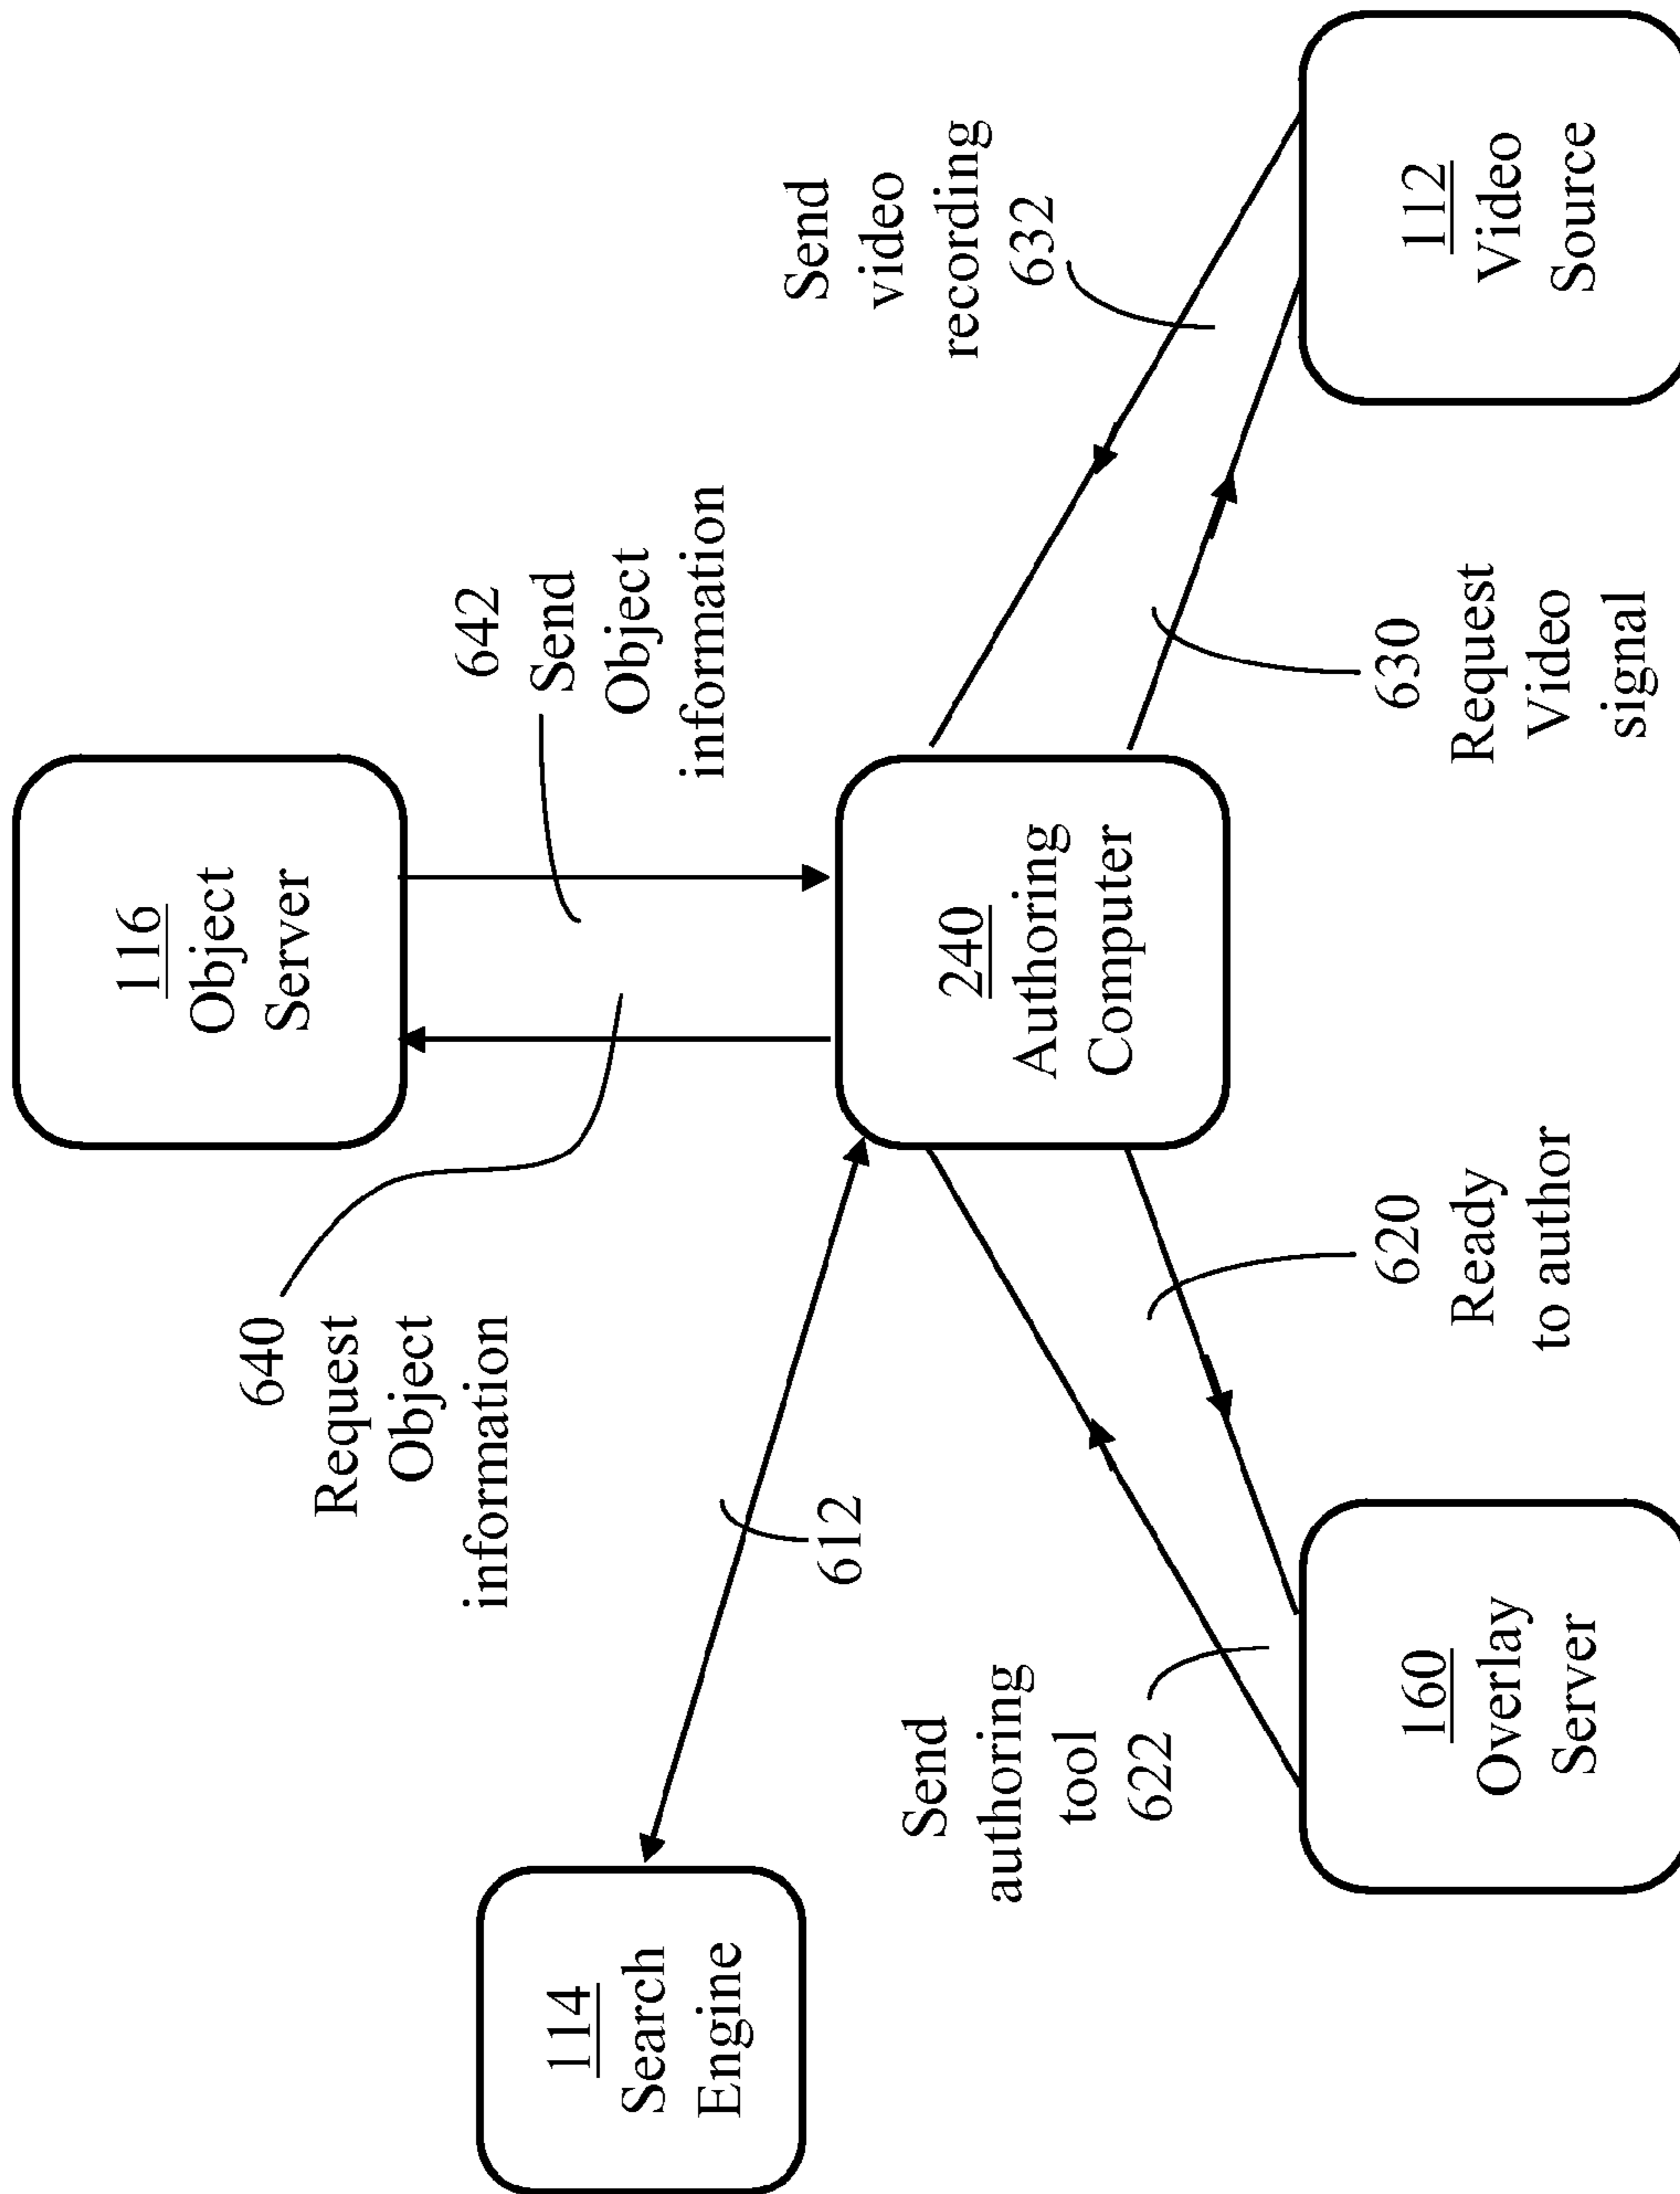 116
Object
Server
640
Request
Object
information
642
Send
Object
information
114
Search
Engine
612
240
Authoring
Computer
Send
video
recording
632
Send
authoring
tool
622
620
Ready
to author
630
Request
Video
signal
160
Overlay
Server
112
Video
Source